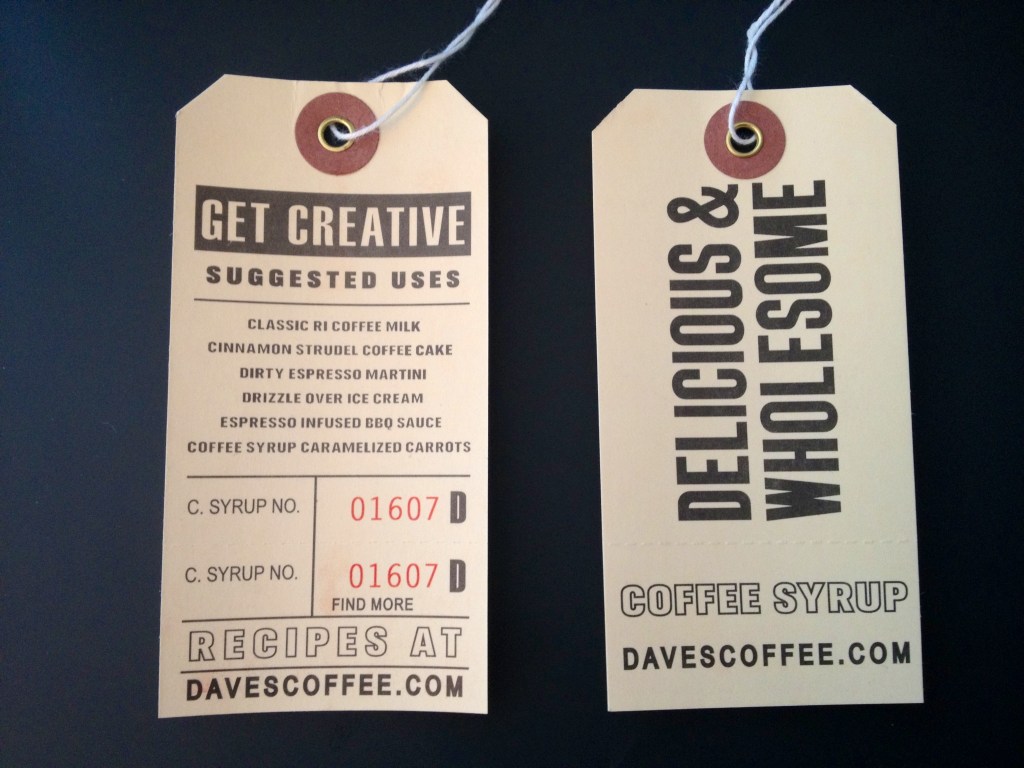 GET CREATIVE
SUGGESTED USES
CLASSIC RI COFFEE MILK
CINNAMON STRUDEL COFFEE CAKE
DIRTY ESPRESSO MARTINI
DRIZZLE OVER ICE CREAM
ESPRESSO INFUSED BBQ SAUCE
COFFEE SYRUP CARAMELIZED CARROTS
C. SYRUP NO. 01607 D
C. SYRUP NO. 01607 D
FIND MORE
RECIPES AT
DAVESCOFFEE.COM
DELICIOUS &
WHOLESOME
COFFEE SYRUP
DAVESCOFFEE.COM